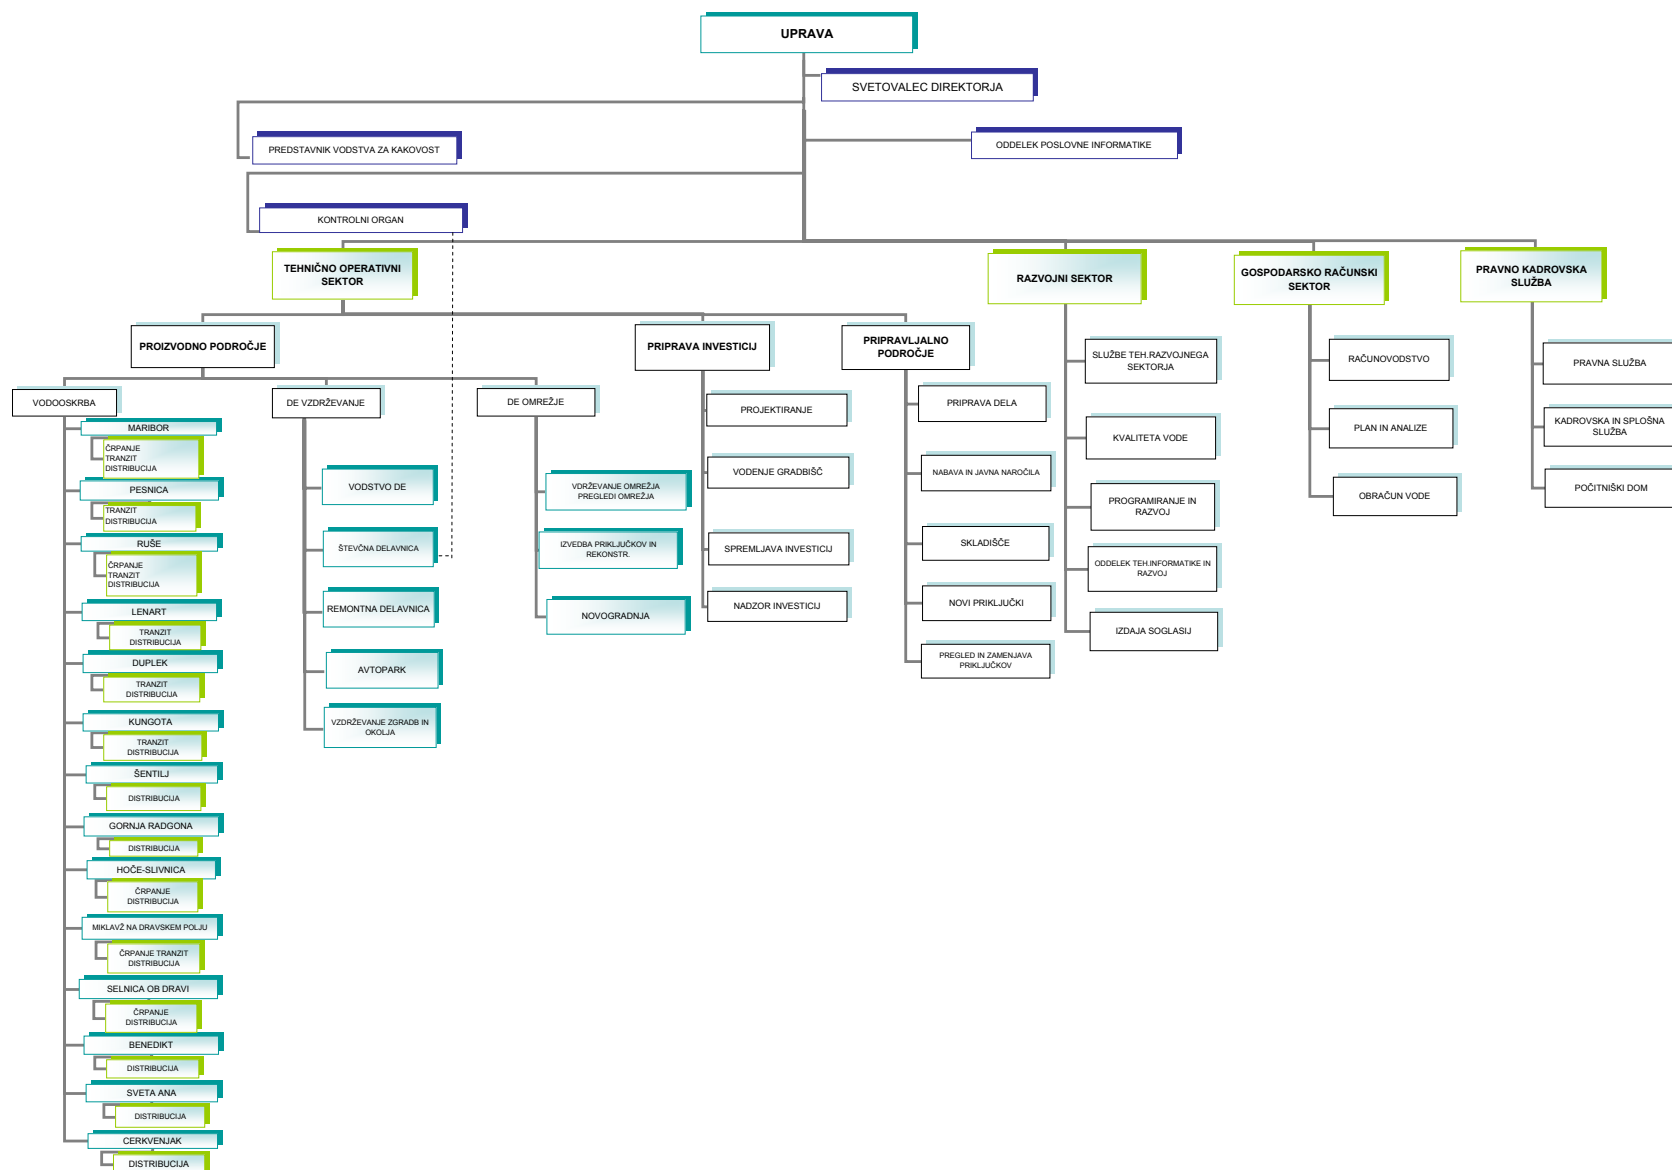 UPRAVA
SVETOVALEC DIREKTORJA
PREDSTAVNIK VODSTVA ZA KAKOVOST
ODDELEK POSLOVNE INFORMATIKE
KONTROLNI ORGAN
TEHNIČNO OPERATIVNI
SEKTOR
RAZVOJNI SEKTOR
GOSPODARSKO RAČUNSKI
SEKTOR
PRAVNO KADROVSKA
SLUŽBA
PROIZVODNO PODROČJE
PRIPRAVA INVESTICIJ
PRIPRAVLJALNO
PODROČJE
VODOOSKRBA
DE VZDRŽEVANJE
DE OMREŽJE
MARIBOR
ČRPANJE
TRANZIT
DISTRIBUCIJA
PESNICA
TRANZIT
DISTRIBUCIJA
RUŠE
ČRPANJE
TRANZIT
DISTRIBUCIJA
LENART
TRANZIT
DISTRIBUCIJA
DUPLEK
TRANZIT
DISTRIBUCIJA
KUNGOTA
TRANZIT
DISTRIBUCIJA
ŠENTILJ
DISTRIBUCIJA
GORNJA RADGONA
DISTRIBUCIJA
HOČE-SLIVNICA
ČRPANJE
DISTRIBUCIJA
MIKLAVŽ NA DRAVSKEM POLJU
ČRPANJE TRANZIT
DISTRIBUCIJA
SELNICA OB DRAVI
ČRPANJE
DISTRIBUCIJA
BENEDIKT
DISTRIBUCIJA
SVETA ANA
DISTRIBUCIJA
CERKVENJAK
DISTRIBUCIJA
VODSTVO DE
ŠTEVČNA DELAVNICA
REMONTNA DELAVNICA
AVTOPARK
VZDRŽEVANJE ZGRADB IN
OKOLJA
VDRŽEVANJE OMREŽJA
PREGLEDI OMREŽJA
IZVEDBA PRIKLJUČKOV IN
REKONSTR.
NOVOGRADNJA
PROJEKTIRANJE
VODENJE GRADBIŠČ
SPREMLJAVA INVESTICIJ
NADZOR INVESTICIJ
PRIPRAVA DELA
NABAVA IN JAVNA NAROČILA
SKLADIŠČE
NOVI PRIKLJUČKI
PREGLED IN ZAMENJAVA
PRIKLJUČKOV
SLUŽBE TEH.RAZVOJNEGA
SEKTORJA
KVALITETA VODE
PROGRAMIRANJE IN
RAZVOJ
ODDELEK TEH.INFORMATIKE IN
RAZVOJ
IZDAJA SOGLASIJ
RAČUNOVODSTVO
PLAN IN ANALIZE
OBRAČUN VODE
PRAVNA SLUŽBA
KADROVSKA IN SPLOŠNA
SLUŽBA
POČITNIŠKI DOM